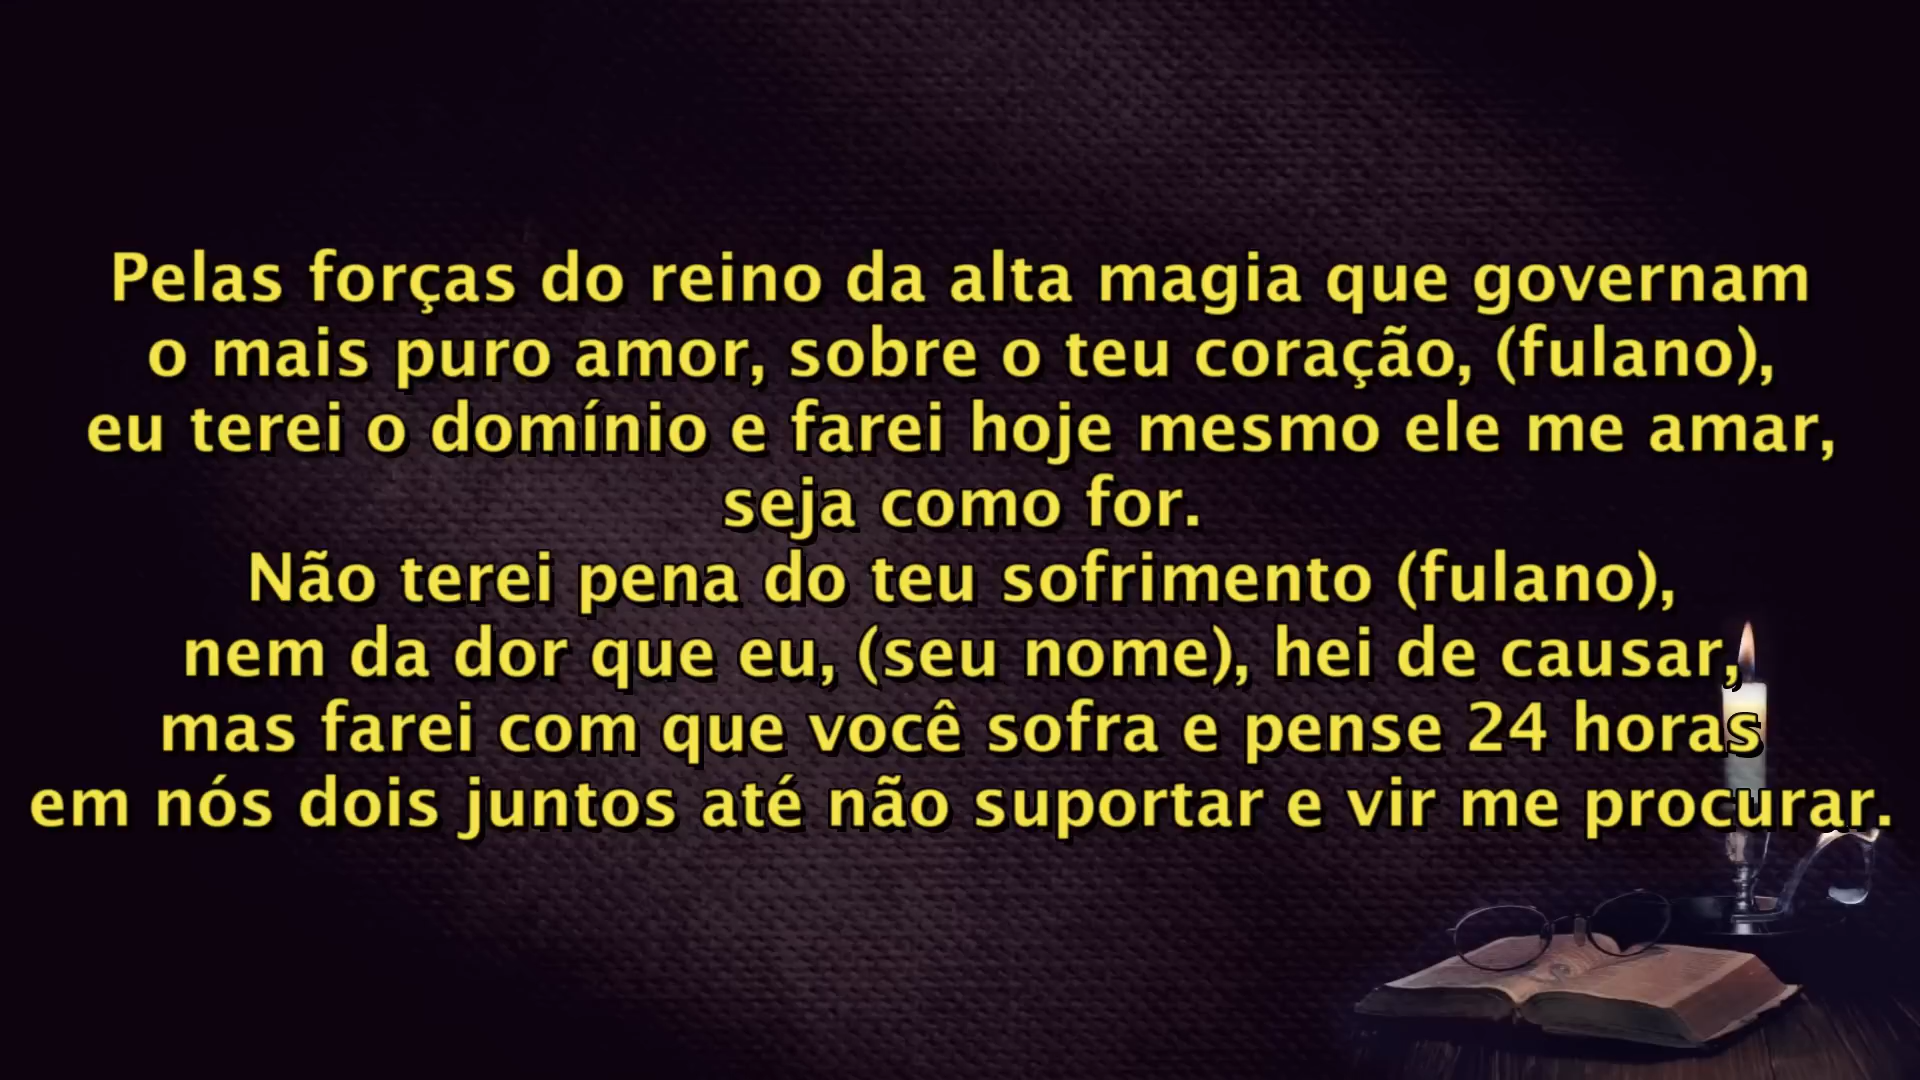 Pelas forças do reino da alta magia que governam
o mais puro amor, sobre o teu coração, (fulano),
eu terei o domínio e farei hoje mesmo ele me amar,
seja como for.
Não terei pena do teu sofrimento (fulano),
nem da dor que eu, (seu nome), hei de causar,
mas farei com que você sofra e pense 24 horas
em nós dois juntos até não suportar e vir me procurar.